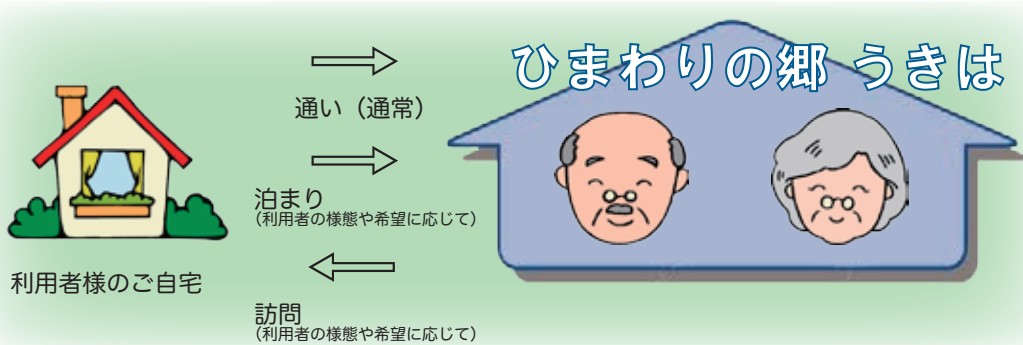 ひまわりの郷 うきは
通い（通常）
泊まり
（利用者の様態や希望に応じて）
利用者様のご自宅
訪問
（利用者の様態や希望に応じて）